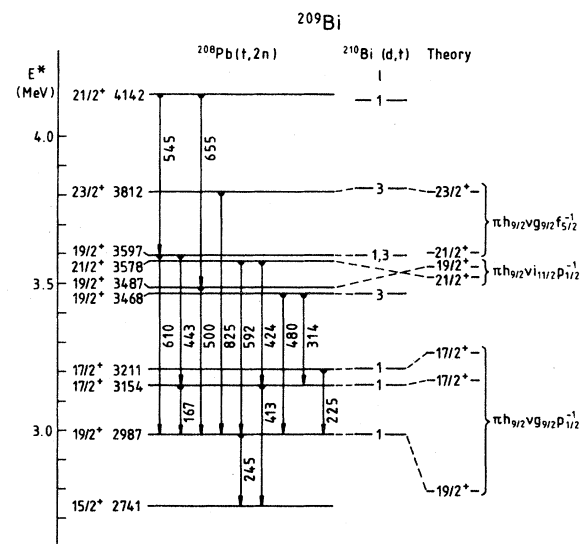 ²⁰⁹Bi
²⁰⁸Pb(t,2n) ²¹⁰Bi (d,t) Theory
E*
(MeV)
l
21/2⁺ 4142 1
4.0
545 655
23/2⁺ 3812 3 23/2⁺
πh₉/₂νg₉/₂f₅/₂⁻¹
19/2⁺ 3597 1,3 21/2⁺
21/2⁺ 3578 19/2⁺
3.5
19/2⁺ 3487 21/2⁺
πh₉/₂νi₁₁/₂p₁/₂⁻¹
19/2⁺ 3468 3
610 443 500 825 592 424 480 314
17/2⁺ 3211 1 17/2⁺
17/2⁺ 3154 1 17/2⁺
167 413 225
πh₉/₂νg₉/₂p₁/₂⁻¹
3.0
19/2⁺ 2987 1
245
19/2⁺
15/2⁺ 2741